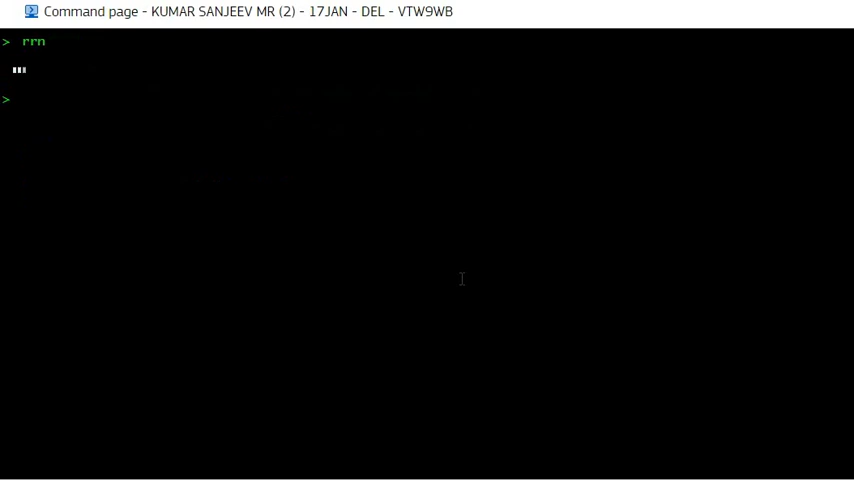 Command page - KUMAR SANJEEV MR (2) - 17JAN - DEL - VTW9WB
> rrn
>